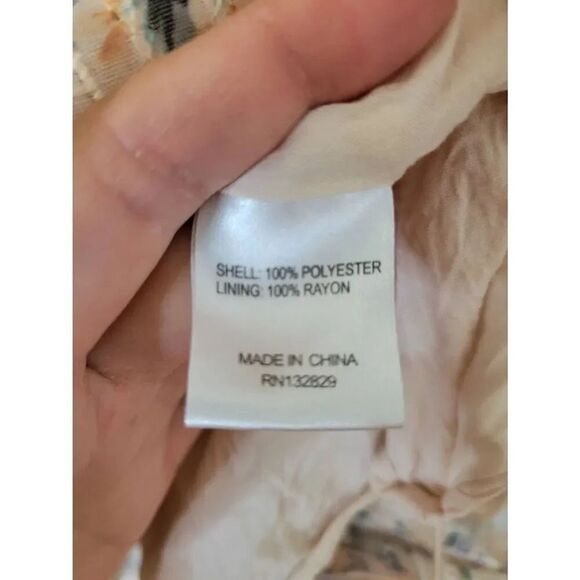 SHELL: 100% POLYESTER
LINING: 100% RAYON
MADE IN CHINA
RN132829